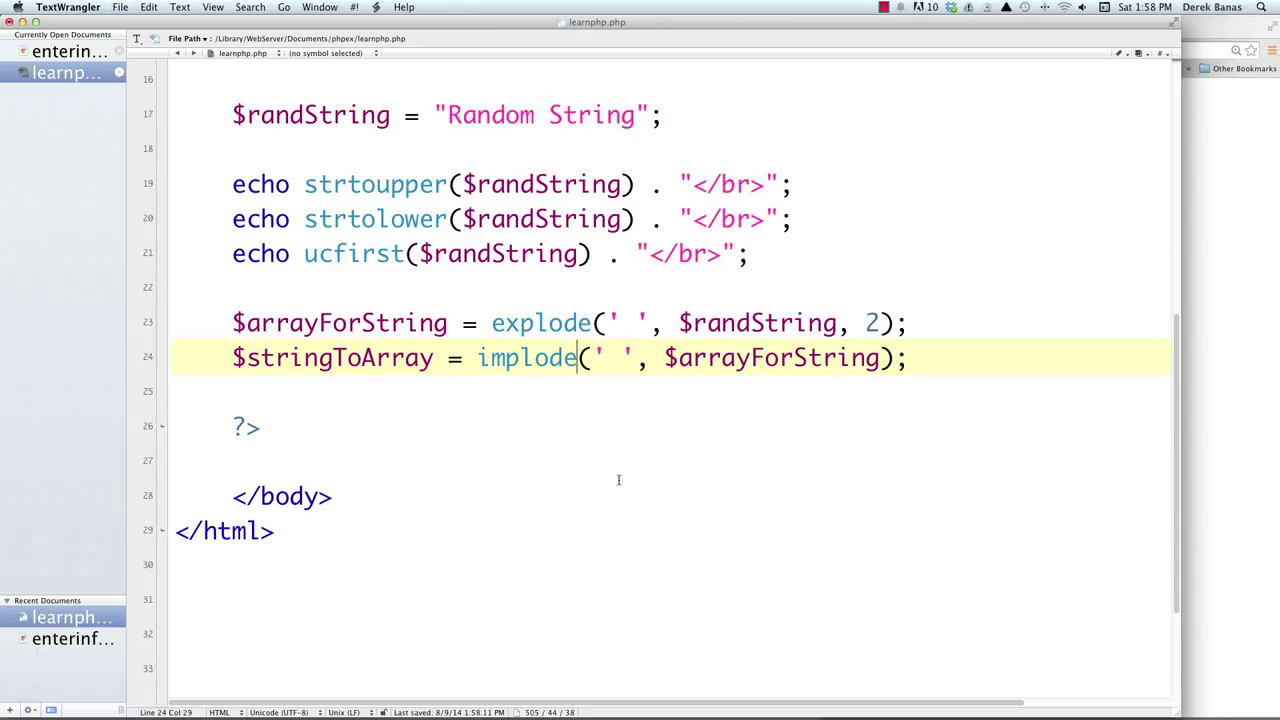 TextWrangler File Edit Text View Search Go Window #! Help 10 Sat 1:58 PM Derek Banas
learnphp.php
Currently Open Documents
File Path ▾ : /Library/WebServer/Documents/phpex/learnphp.php
enterin...
learnphp.php (no symbol selected)
learnp...
Other Bookmarks
16
17 $randString = "Random String";
18
19 echo strtoupper($randString) . "</br>";
20 echo strtolower($randString) . "</br>";
21 echo ucfirst($randString) . "</br>";
22
23 $arrayForString = explode(' ', $randString, 2);
24 $stringToArray = implode(' ', $arrayForString);
25
26 ?>
27
28 </body>
29 </html>
30
31
32
33
Recent Documents
learnph...
enterinf...
Line 24 Col 29 HTML Unicode (UTF-8) Unix (LF) Last saved: 8/9/14 1:58:11 PM 505 / 44 / 38